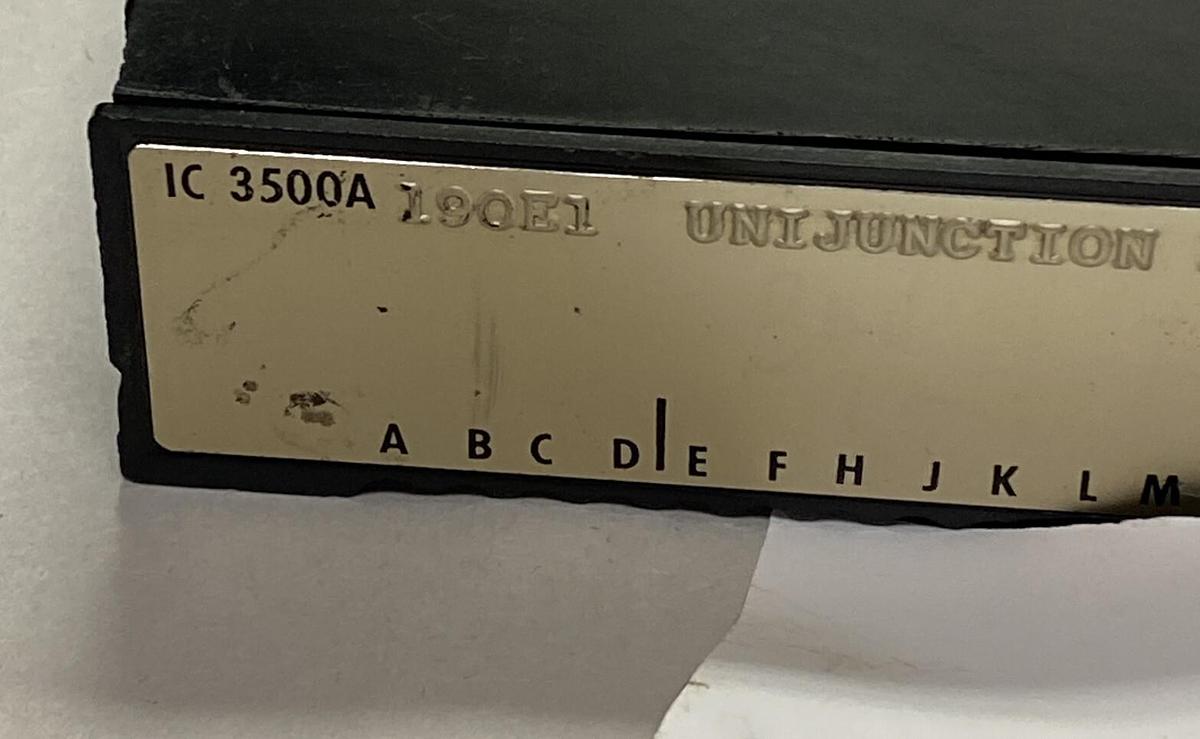 IC 3500A 190E1 UNIJUNCTION
A B C D E F H J K L M